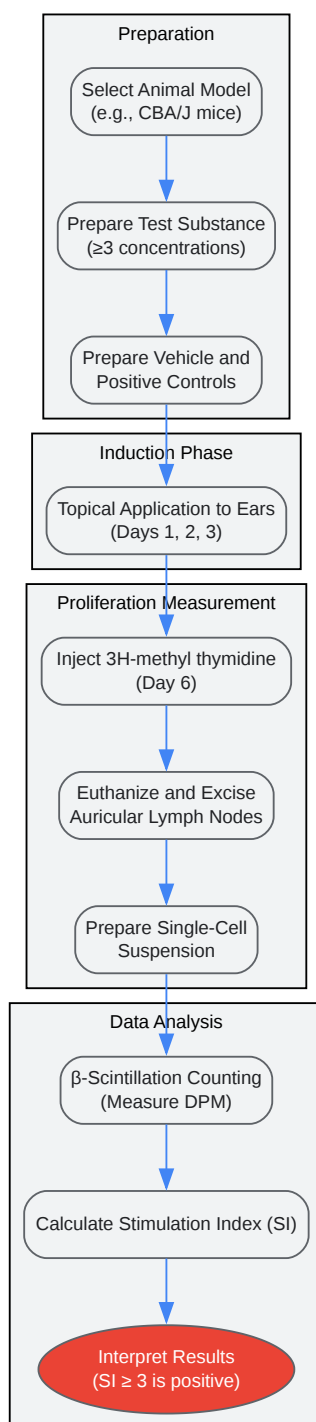 Preparation
Select Animal Model
(e.g., CBA/J mice)
Prepare Test Substance
(≥3 concentrations)
Prepare Vehicle and
Positive Controls
Induction Phase
Topical Application to Ears
(Days 1, 2, 3)
Proliferation Measurement
Inject 3H-methyl thymidine
(Day 6)
Euthanize and Excise
Auricular Lymph Nodes
Prepare Single-Cell
Suspension
Data Analysis
β-Scintillation Counting
(Measure DPM)
Calculate Stimulation Index (SI)
Interpret Results
(SI ≥ 3 is positive)